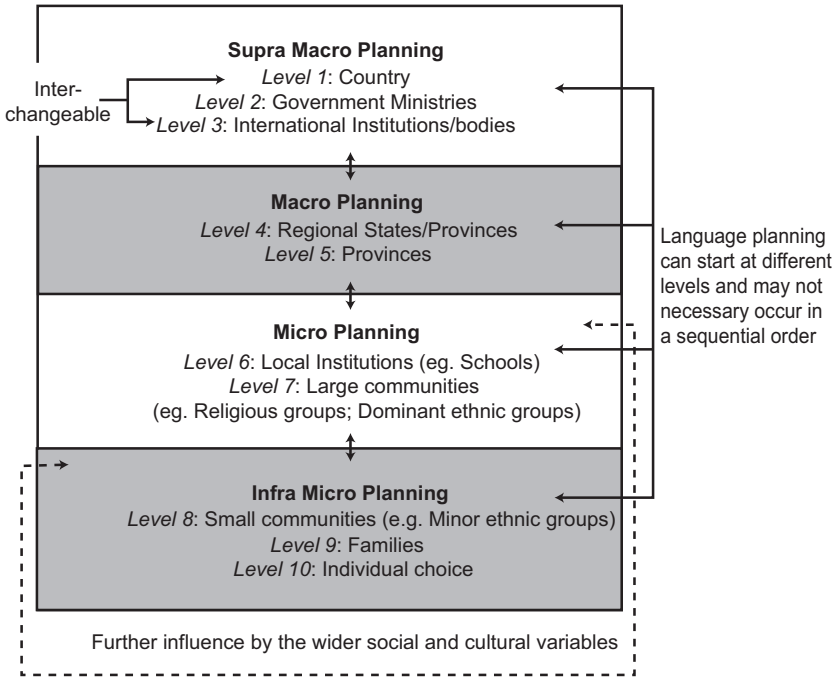 Supra Macro Planning
Level 1: Country
Level 2: Government Ministries
Level 3: International Institutions/bodies
Inter-
changeable
Macro Planning
Level 4: Regional States/Provinces
Level 5: Provinces
Micro Planning
Level 6: Local Institutions (eg. Schools)
Level 7: Large communities
(eg. Religious groups; Dominant ethnic groups)
Infra Micro Planning
Level 8: Small communities (e.g. Minor ethnic groups)
Level 9: Families
Level 10: Individual choice
Language planning
can start at different
levels and may not
necessary occur in
a sequential order
Further influence by the wider social and cultural variables